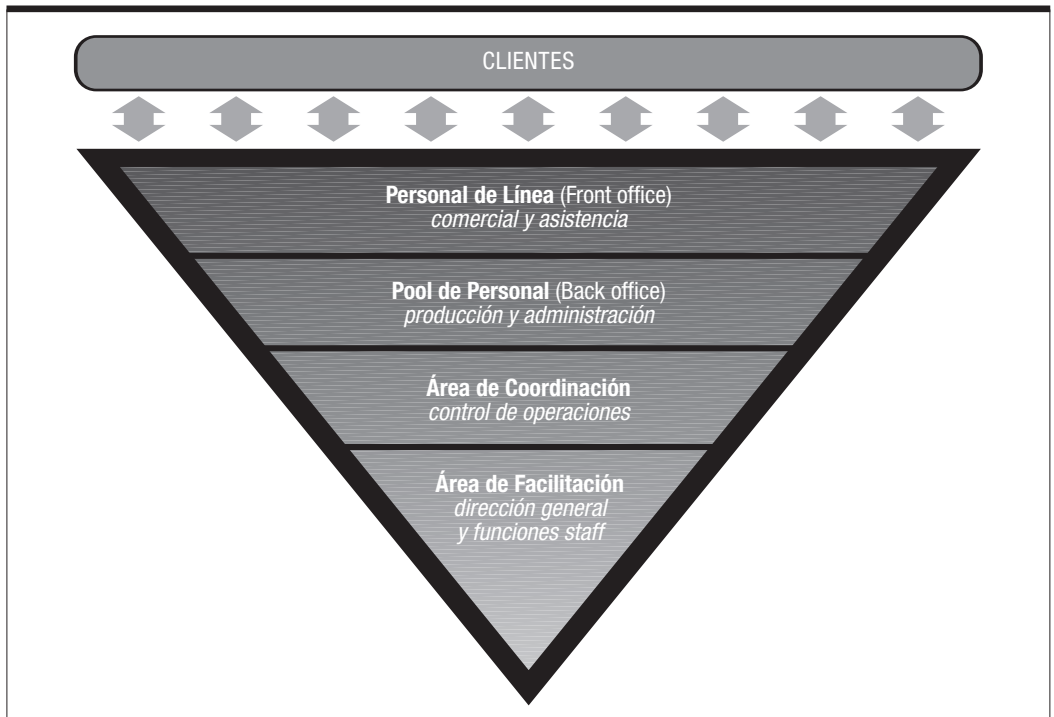 CLIENTES
Personal de Línea (Front office)
comercial y asistencia
Pool de Personal (Back office)
producción y administración
Área de Coordinación
control de operaciones
Área de Facilitación
dirección general
y funciones staff